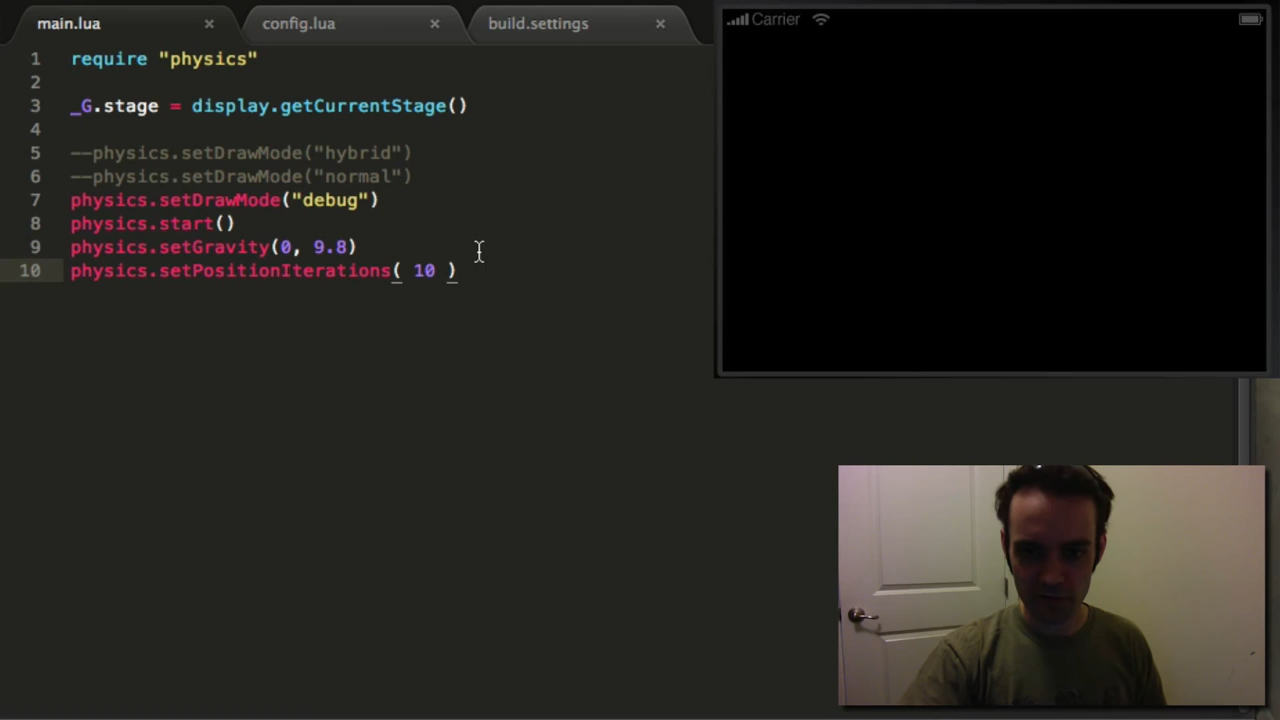 main.lua × config.lua × build.settings ×
Carrier
1 require "physics"
2
3 _G.stage = display.getCurrentStage()
4
5 --physics.setDrawMode("hybrid")
6 --physics.setDrawMode("normal")
7 physics.setDrawMode("debug")
8 physics.start()
9 physics.setGravity(0, 9.8)
10 physics.setPositionIterations( 10 )